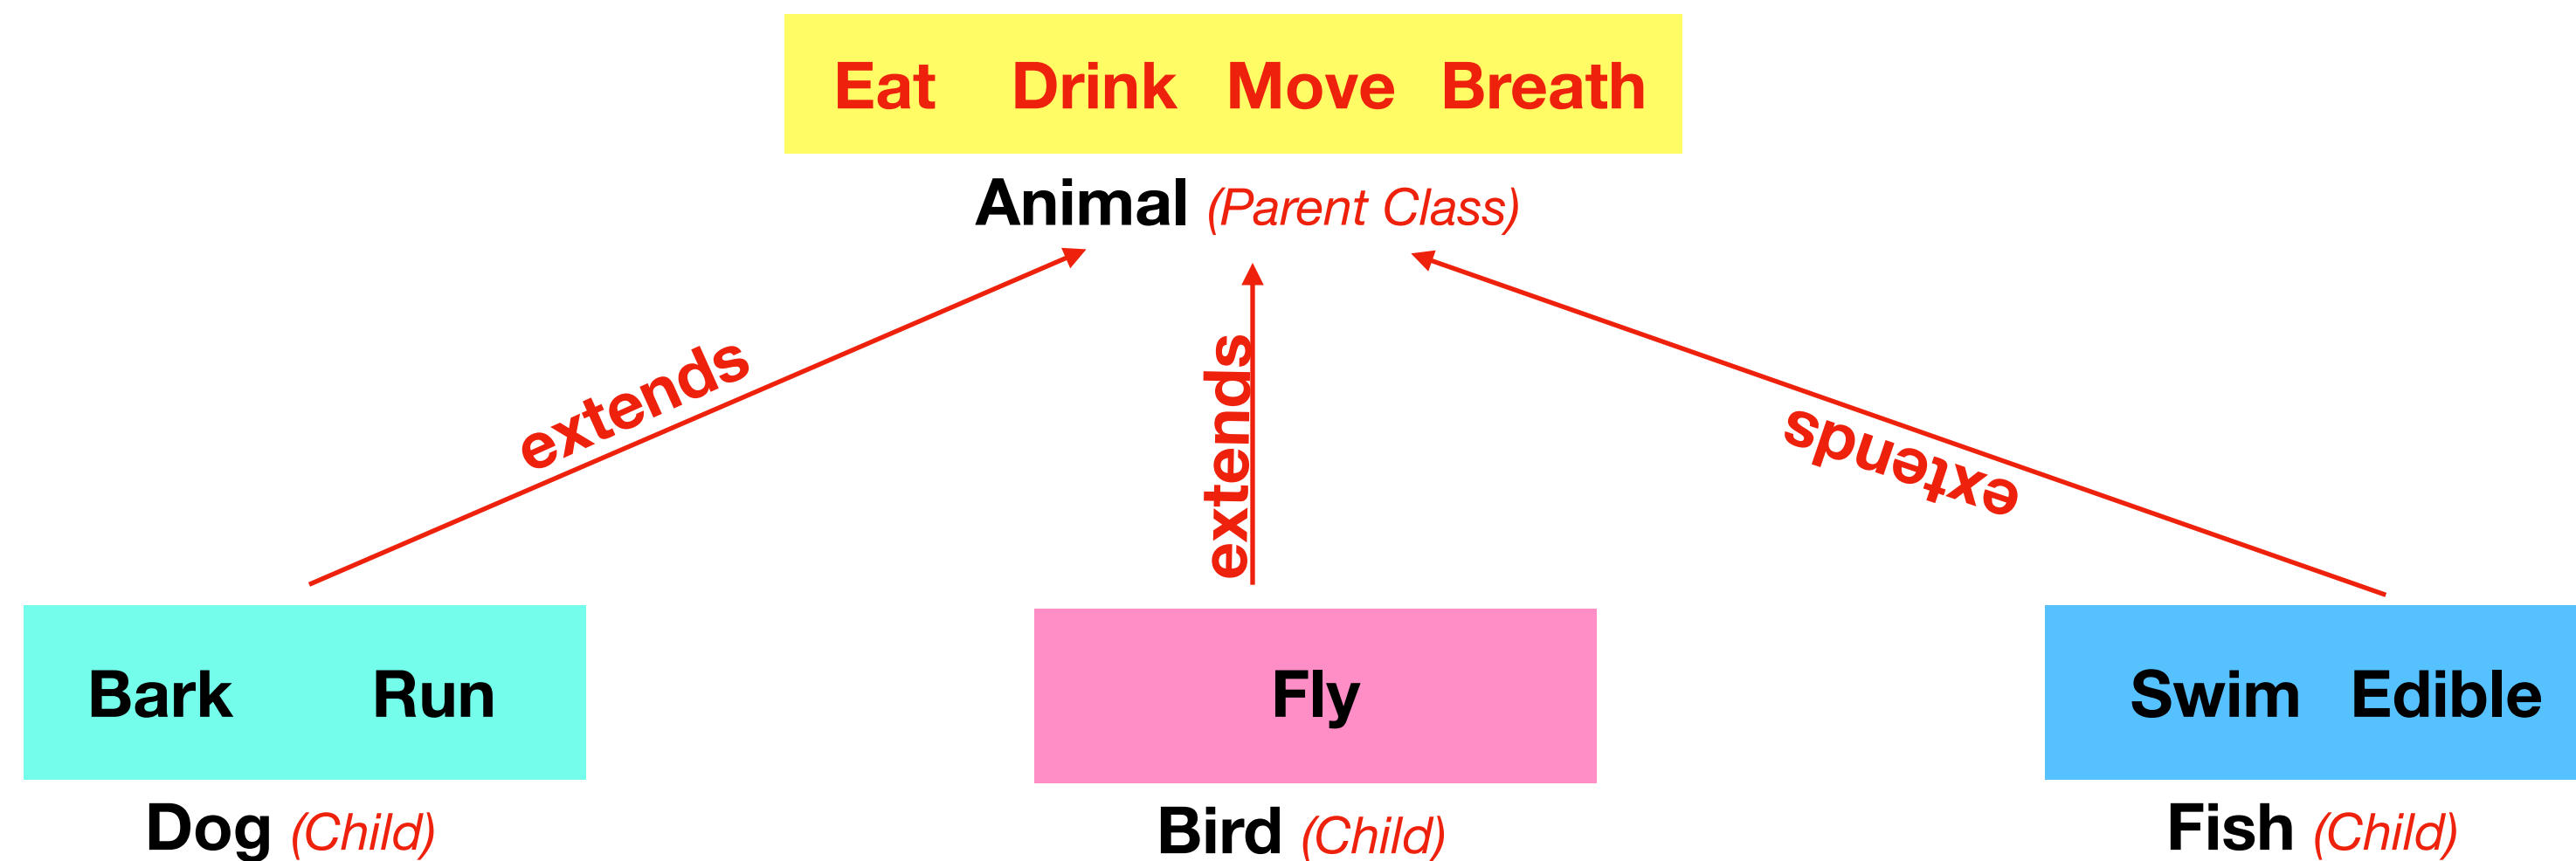 Eat Drink Move Breath
Animal (Parent Class)
extends
extends
extends
Bark Run
Fly
Swim Edible
Dog (Child)
Bird (Child)
Fish (Child)